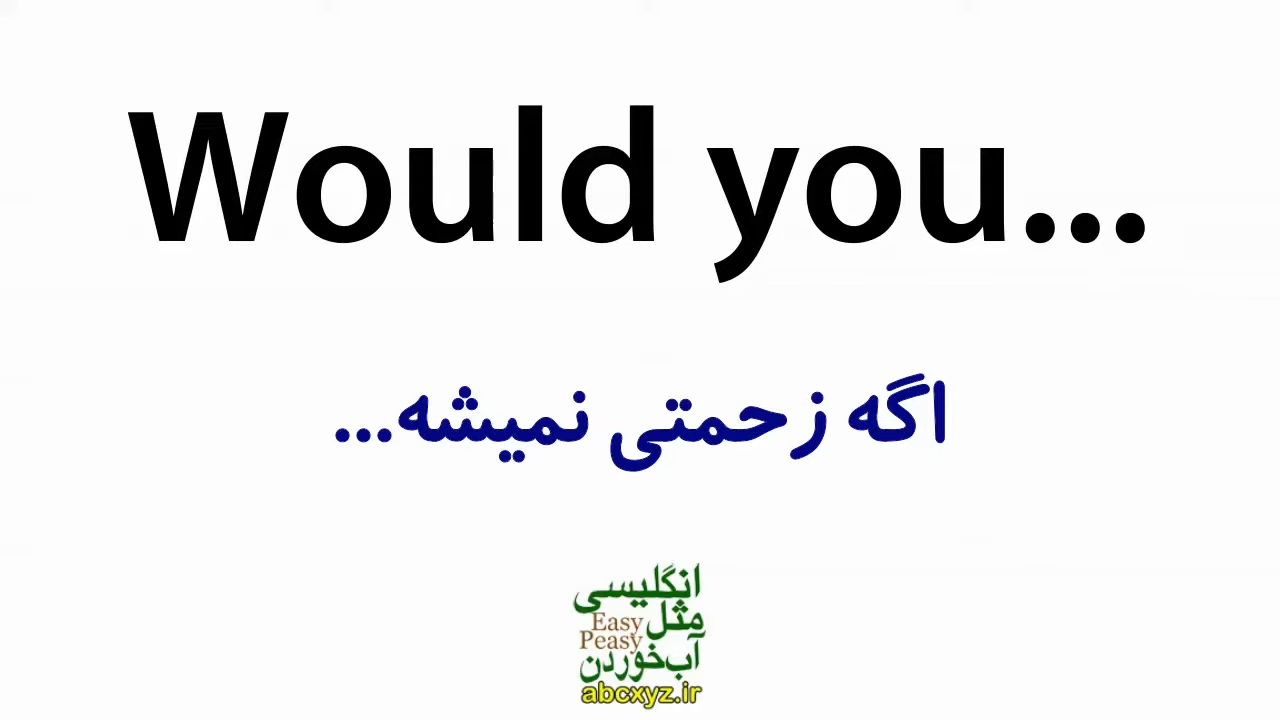 Would you...
اگه زحمتی نمیشه...
انگلیسی
مثل Easy
Peasy
آب خوردن
abcxyz.ir